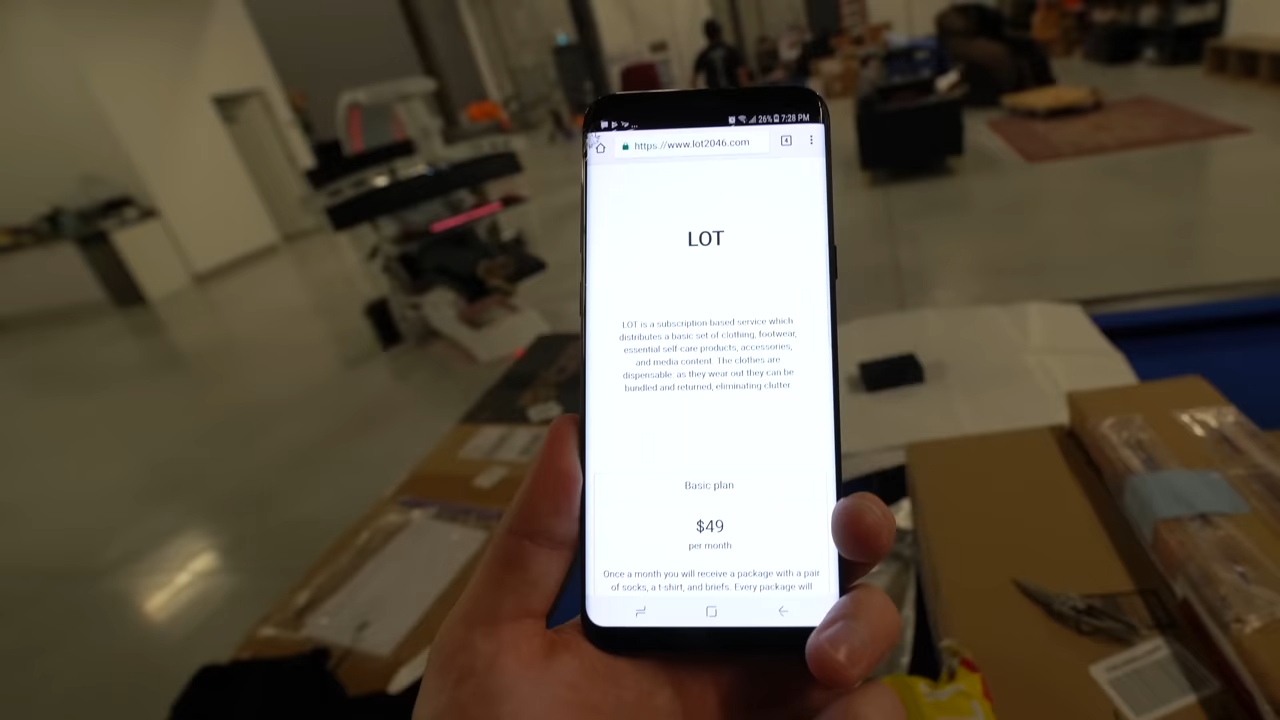 26% 7:28 PM
https://www.lot2046.com
4
LOT
LOT is a subscription-based service which
distributes a basic set of clothing, footwear,
essential self-care products, accessories,
and media content. The clothes are
dispensable: as they wear out they can be
bundled and returned, eliminating clutter
Basic plan
$49
per month
Once a month you will receive a package with a pair
of socks, a t-shirt, and briefs. Every package will